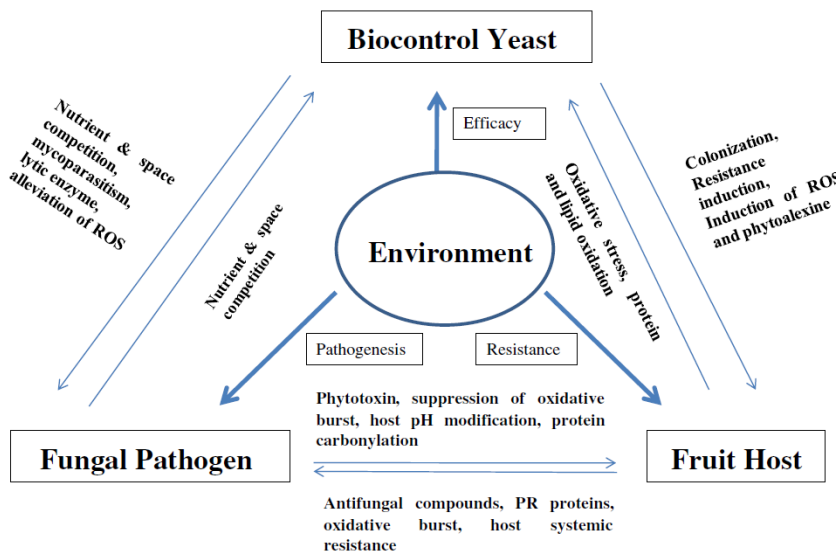 Biocontrol Yeast
Efficacy
Nutrient & space
competition,
mycoparasitism,
lytic enzyme,
alleviation of ROS
Nutrient & space
competition
Oxidative stress, protein
and lipid oxidation
Colonization,
Resistance
induction,
Induction of ROS
and phytoalexine
Environment
Pathogenesis
Resistance
Phytotoxin, suppression of oxidative
burst, host pH modification, protein
carbonylation
Fungal Pathogen
Fruit Host
Antifungal compounds, PR proteins,
oxidative burst, host systemic
resistance